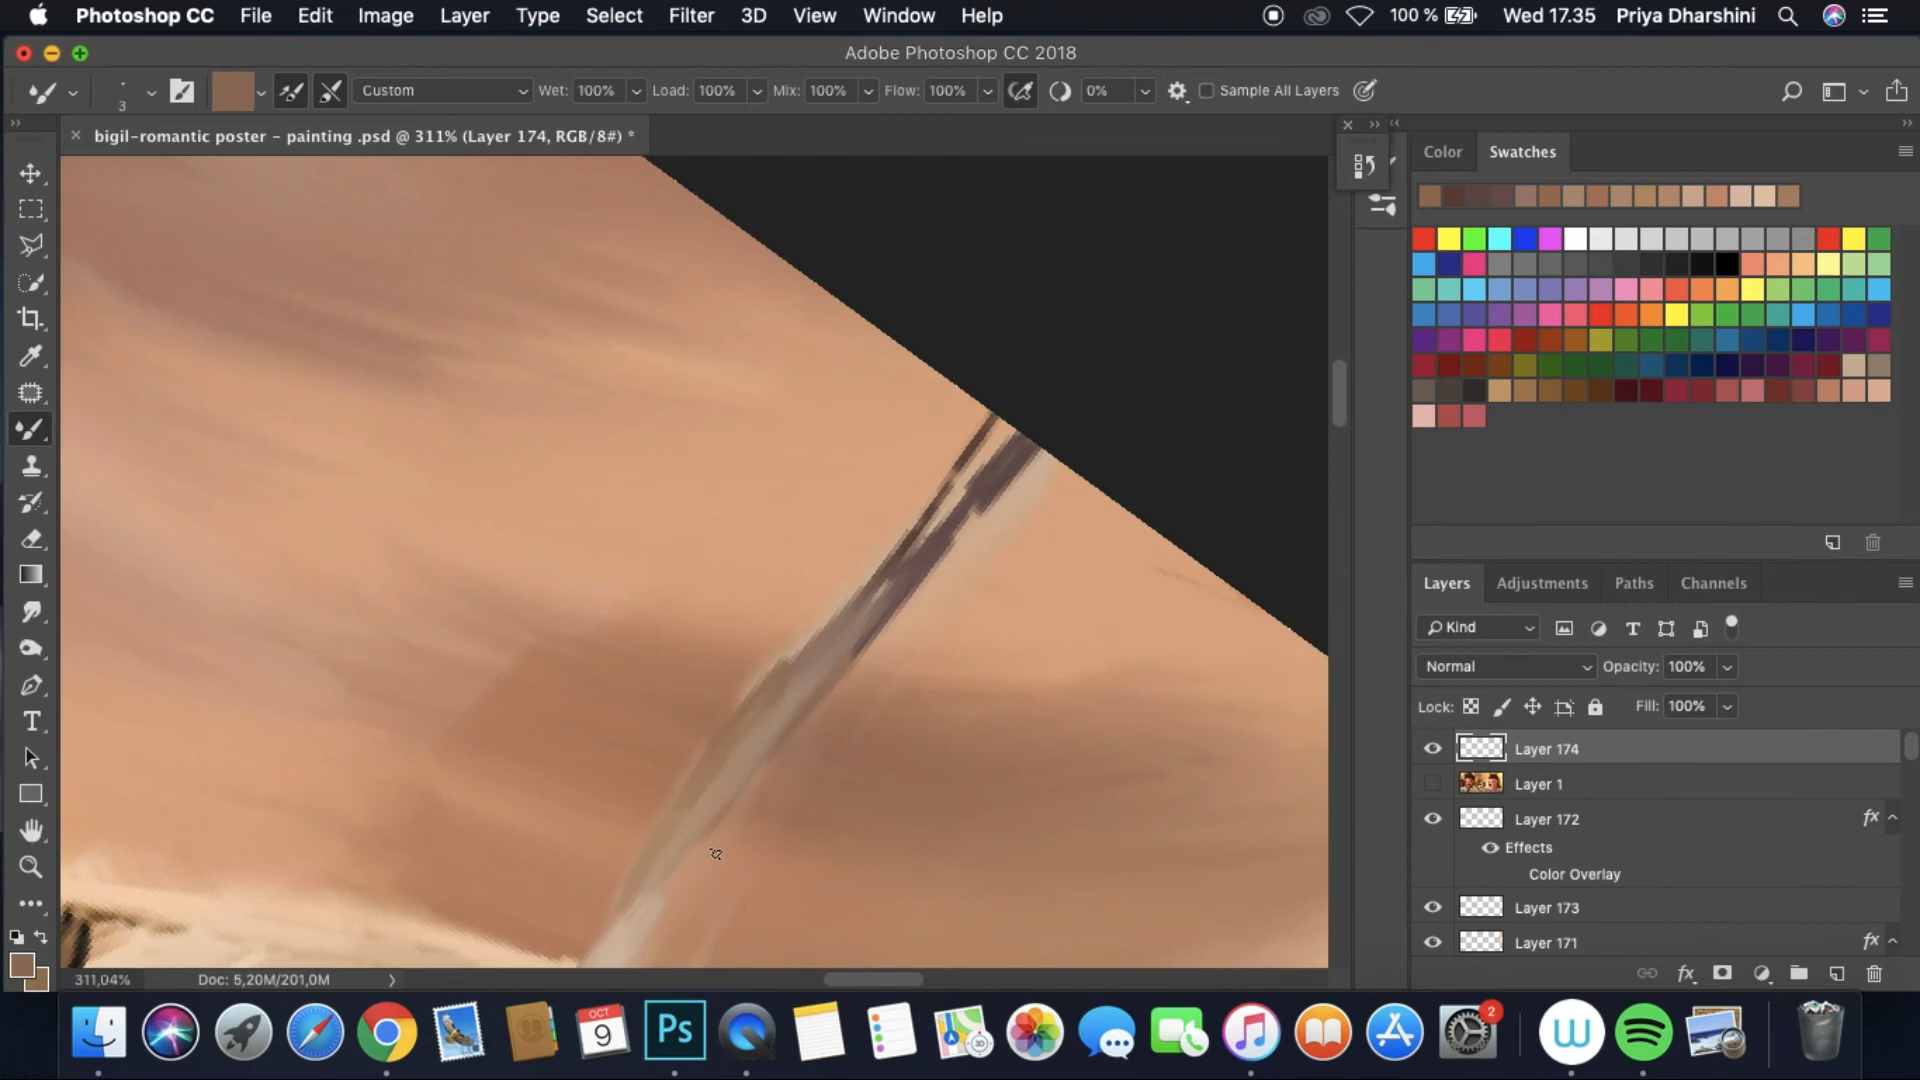 Photoshop CC File Edit Image Layer Type Select Filter 3D View Window Help 100 % Wed 17.35 Priya Dharshini
Adobe Photoshop CC 2018
3 Custom Wet: 100% Load: 100% Mix: 100% Flow: 100% 0% Sample All Layers
bigil-romantic poster – painting .psd @ 311% (Layer 174, RGB/8#) *
Color Swatches
Layers Adjustments Paths Channels
Kind
Normal Opacity: 100%
Lock: Fill: 100%
Layer 174
Layer 1
Layer 172 fx
Effects
Color Overlay
Layer 173
Layer 171 fx
311,04% Doc: 5,20M/201,0M
fx
OCT
9
Ps
3D
2
W